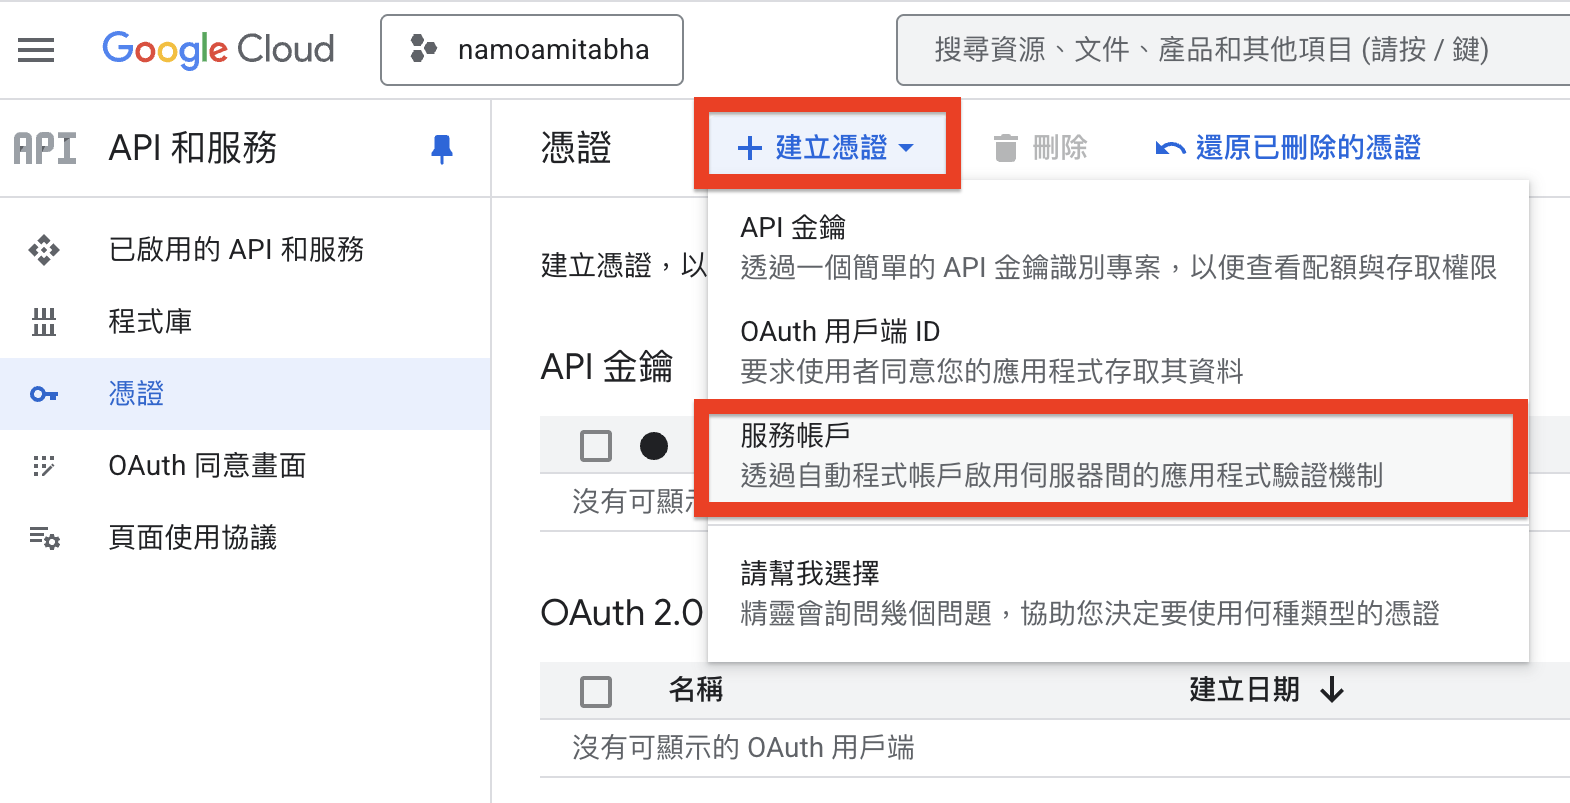 Google Cloud
namoamitabha
搜尋資源、文件、產品和其他項目 (請按 / 鍵)
API
API 和服務
憑證
建立憑證
刪除
還原已刪除的憑證
已啟用的 API 和服務
程式庫
憑證
OAuth 同意畫面
頁面使用協議
建立憑證，以
API 金鑰
透過一個簡單的 API 金鑰識別專案，以便查看配額與存取權限
OAuth 用戶端 ID
要求使用者同意您的應用程式存取其資料
服務帳戶
透過自動程式帳戶啟用伺服器間的應用程式驗證機制
請幫我選擇
精靈會詢問幾個問題，協助您決定要使用何種類型的憑證
API 金鑰
沒有可顯示
OAuth 2.0
名稱
建立日期
沒有可顯示的 OAuth 用戶端